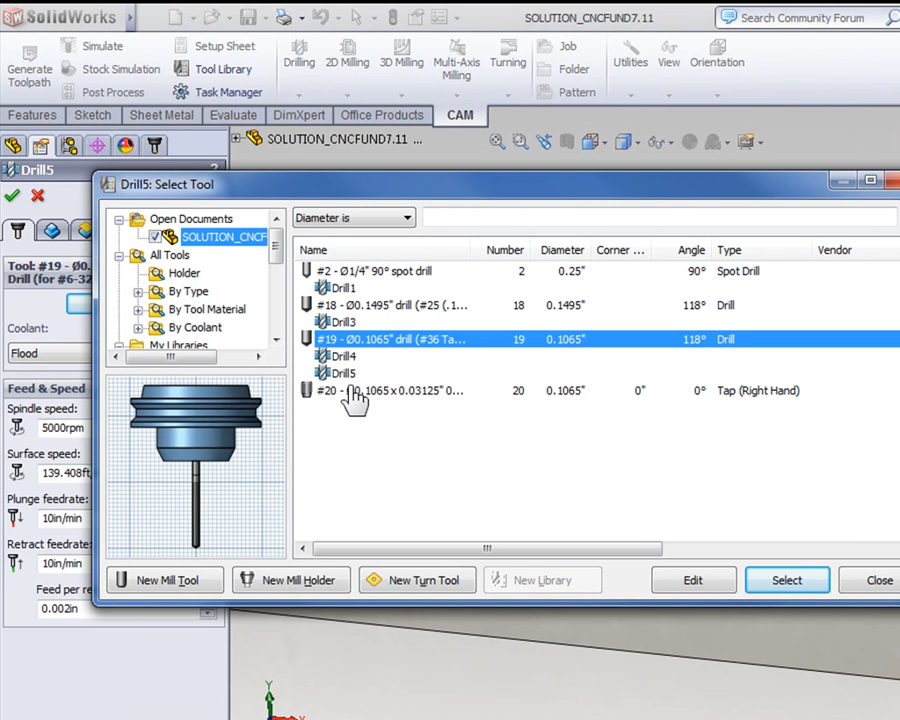 SolidWorks
SOLUTION_CNCFUND7.11
Search Community Forum
Generate
Toolpath
Simulate
Stock Simulation
Post Process
Setup Sheet
Tool Library
Task Manager
Drilling
2D Milling
3D Milling
Multi-Axis
Milling
Turning
Job
Folder
Pattern
Utilities
View
Orientation
Features
Sketch
Sheet Metal
Evaluate
DimXpert
Office Products
CAM
SOLUTION_CNCFUND7.11 ...
Drill5
?
Tool: #19 - Ø0.
Drill (for #6-32
Coolant:
Flood
Feed & Speed
Spindle speed:
5000rpm
Surface speed:
139.408ft
Plunge feedrate:
10in/min
Retract feedrate:
10in/min
Feed per re
0.002in
Drill5: Select Tool
Open Documents
SOLUTION_CNCF
All Tools
Holder
By Type
By Tool Material
By Coolant
My Libraries
Diameter is
Name Number Diameter Corner ... Angle Type Vendor
#2 - Ø1/4" 90° spot drill 2 0.25" 90° Spot Drill
Drill1
#18 - Ø0.1495" drill (#25 (.1... 18 0.1495" 118° Drill
Drill3
#19 - Ø0.1065" drill (#36 Ta... 19 0.1065" 118° Drill
Drill4
Drill5
#20 - Ø0.1065 x 0.03125" 0... 20 0.1065" 0" 0° Tap (Right Hand)
New Mill Tool
New Mill Holder
New Turn Tool
New Library
Edit
Select
Close
Y
X